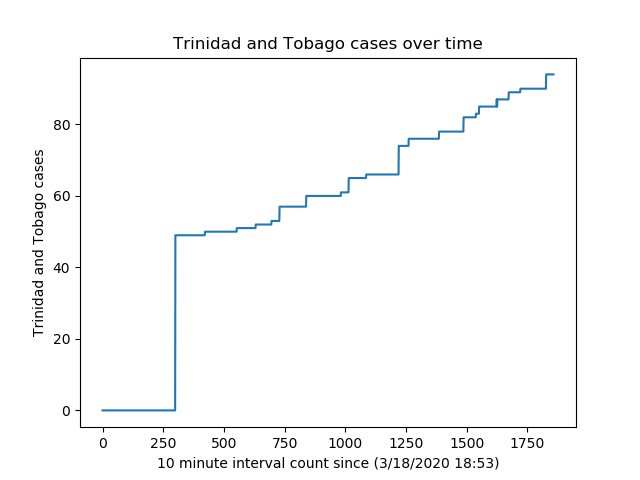 Trinidad and Tobago cases over time
Trinidad and Tobago cases
80
60
40
20
0
0 250 500 750 1000 1250 1500 1750
10 minute interval count since (3/18/2020 18:53)